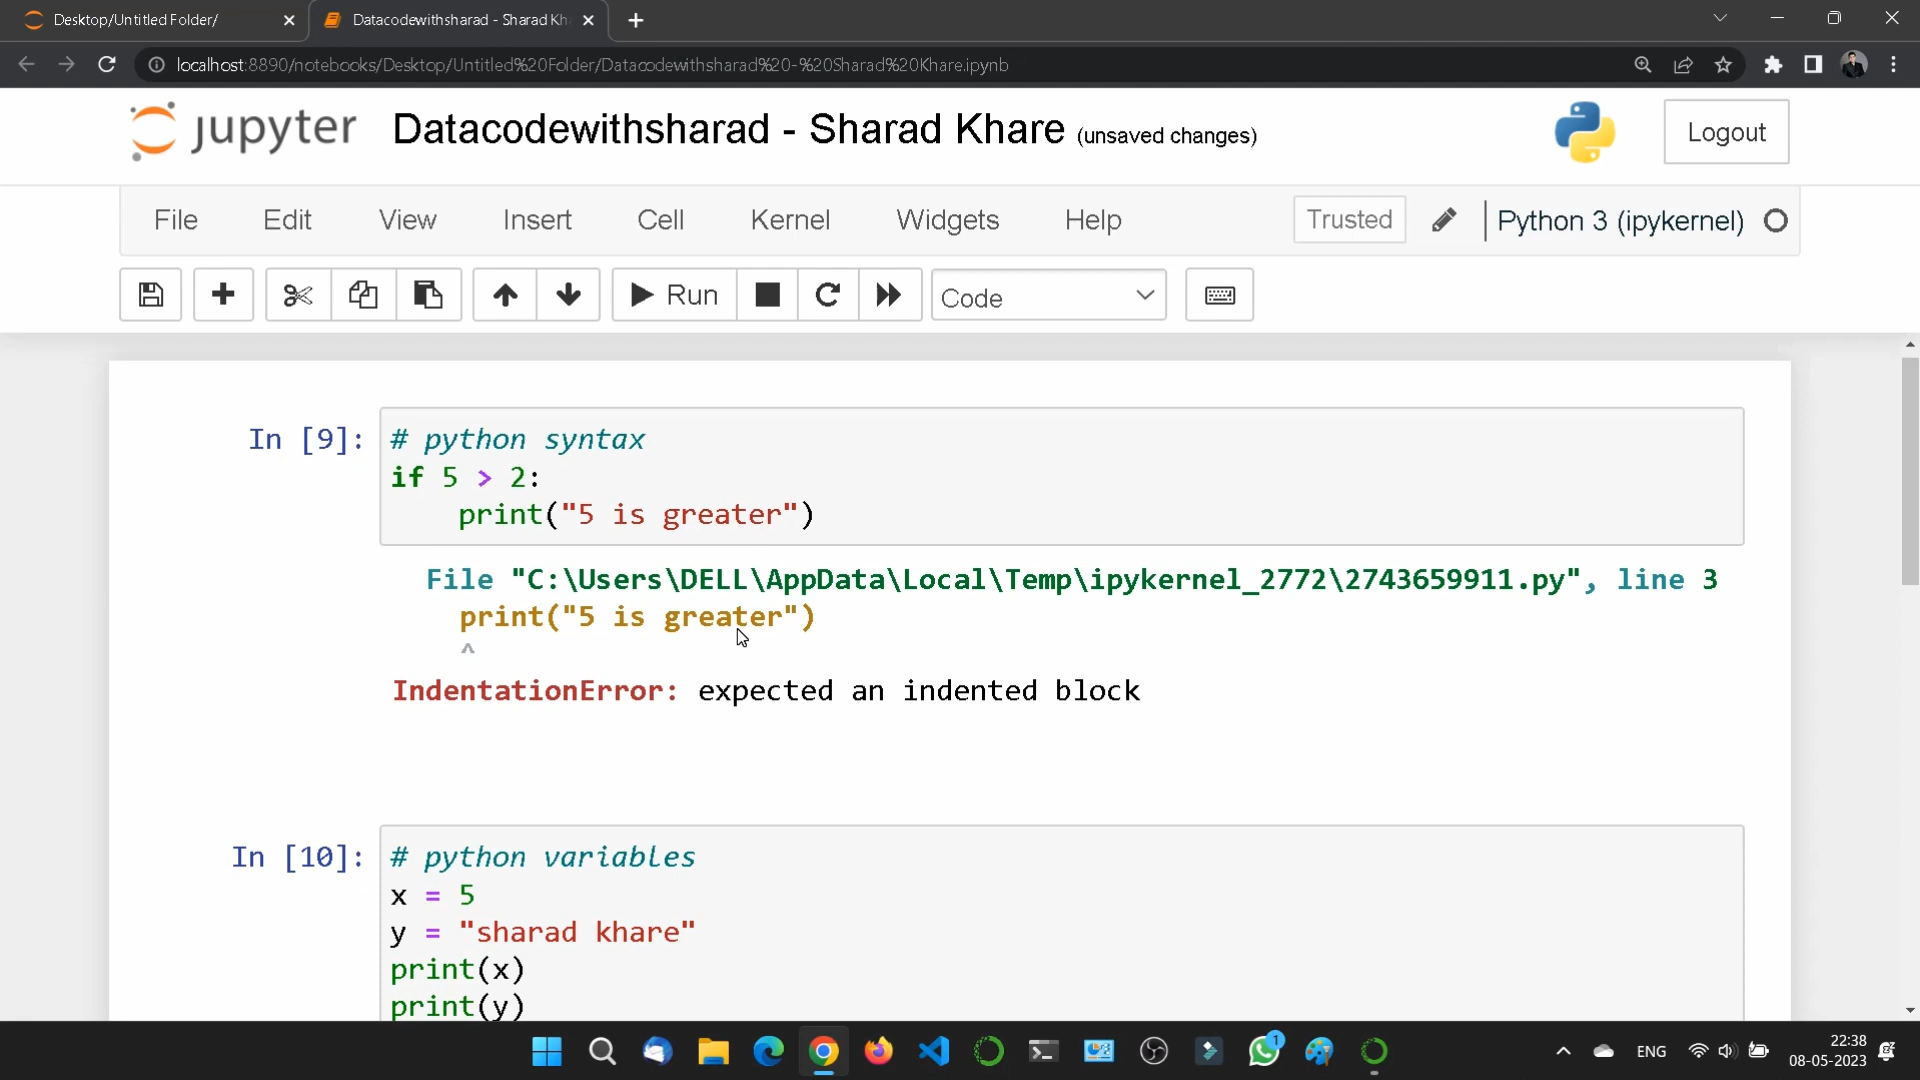 Desktop/Untitled Folder/
Datacodewithsharad - Sharad Kh
localhost:8890/notebooks/Desktop/Untitled%20Folder/Datacodewithsharad%20-%20Sharad%20Khare.ipynb
jupyter
Datacodewithsharad - Sharad Khare (unsaved changes)
Logout
File Edit View Insert Cell Kernel Widgets Help
Trusted
Python 3 (ipykernel)
Run
Code
In [9]:
# python syntax
if 5 > 2:
    print("5 is greater")
File "C:\Users\DELL\AppData\Local\Temp\ipykernel_2772\2743659911.py", line 3
    print("5 is greater")
    ^
IndentationError: expected an indented block
In [10]:
# python variables
x = 5
y = "sharad khare"
print(x)
print(y)
1
ENG
22:38
08-05-2023